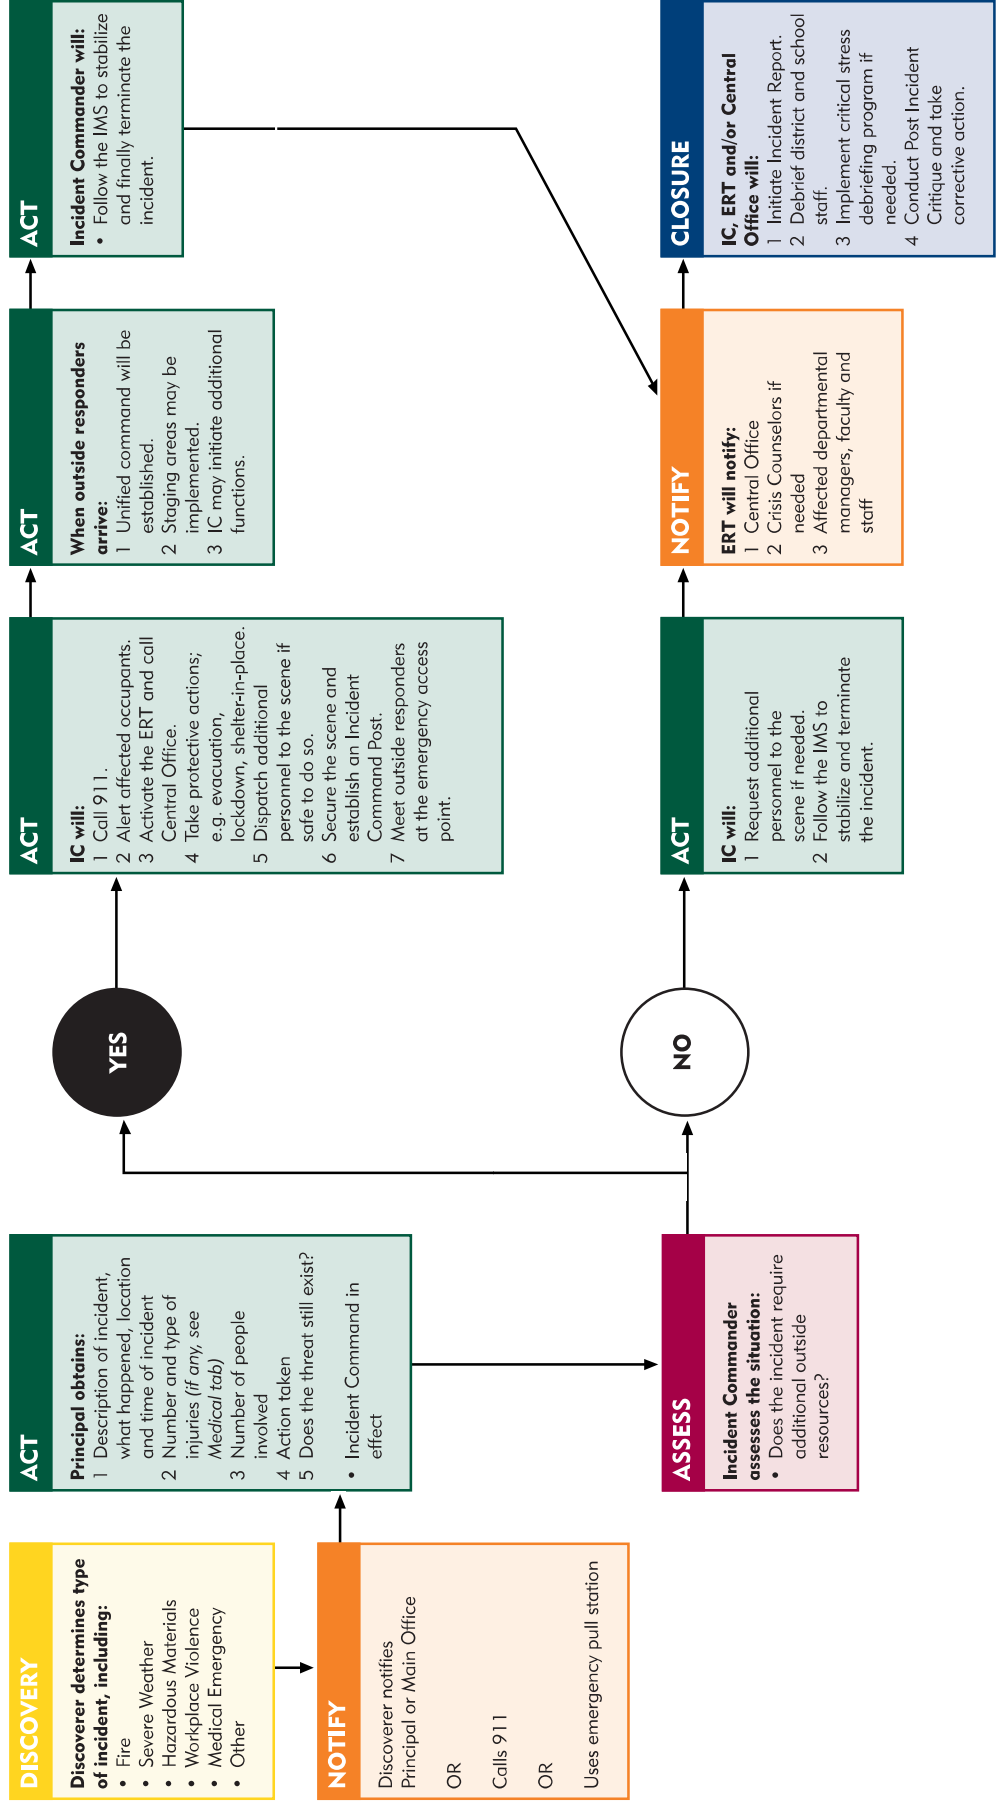 DISCOVERY
Discoverer determines type
of incident, including:
• Fire
• Severe Weather
• Hazardous Materials
• Workplace Violence
• Medical Emergency
• Other
NOTIFY
Discoverer notifies
Principal or Main Office
OR
Calls 911
OR
Uses emergency pull station
ACT
Principal obtains:
1 Description of incident,
what happened, location
and time of incident
2 Number and type of
injuries (if any, see
Medical tab)
3 Number of people
involved
4 Action taken
5 Does the threat still exist?
• Incident Command in
effect
ASSESS
Incident Commander
assesses the situation:
• Does the incident require
additional outside
resources?
YES
ACT
IC will:
1 Call 911.
2 Alert affected occupants.
3 Activate the ERT and call
Central Office.
4 Take protective actions;
e.g. evacuation,
lockdown, shelter-in-place.
5 Dispatch additional
personnel to the scene if
safe to do so.
6 Secure the scene and
establish an Incident
Command Post.
7 Meet outside responders
at the emergency access
point.
ACT
When outside responders
arrive:
1 Unified command will be
established.
2 Staging areas may be
implemented.
3 IC may initiate additional
functions.
ACT
Incident Commander will:
• Follow the IMS to stabilize
and finally terminate the
incident.
NO
ACT
IC will:
1 Request additional
personnel to the
scene if needed.
2 Follow the IMS to
stabilize and terminate
the incident.
NOTIFY
ERT will notify:
1 Central Office
2 Crisis Counselors if
needed
3 Affected departmental
managers, faculty and
staff
CLOSURE
IC, ERT and/or Central
Office will:
1 Initiate Incident Report.
2 Debrief district and school
staff.
3 Implement critical stress
debriefing program if
needed.
4 Conduct Post Incident
Critique and take
corrective action.